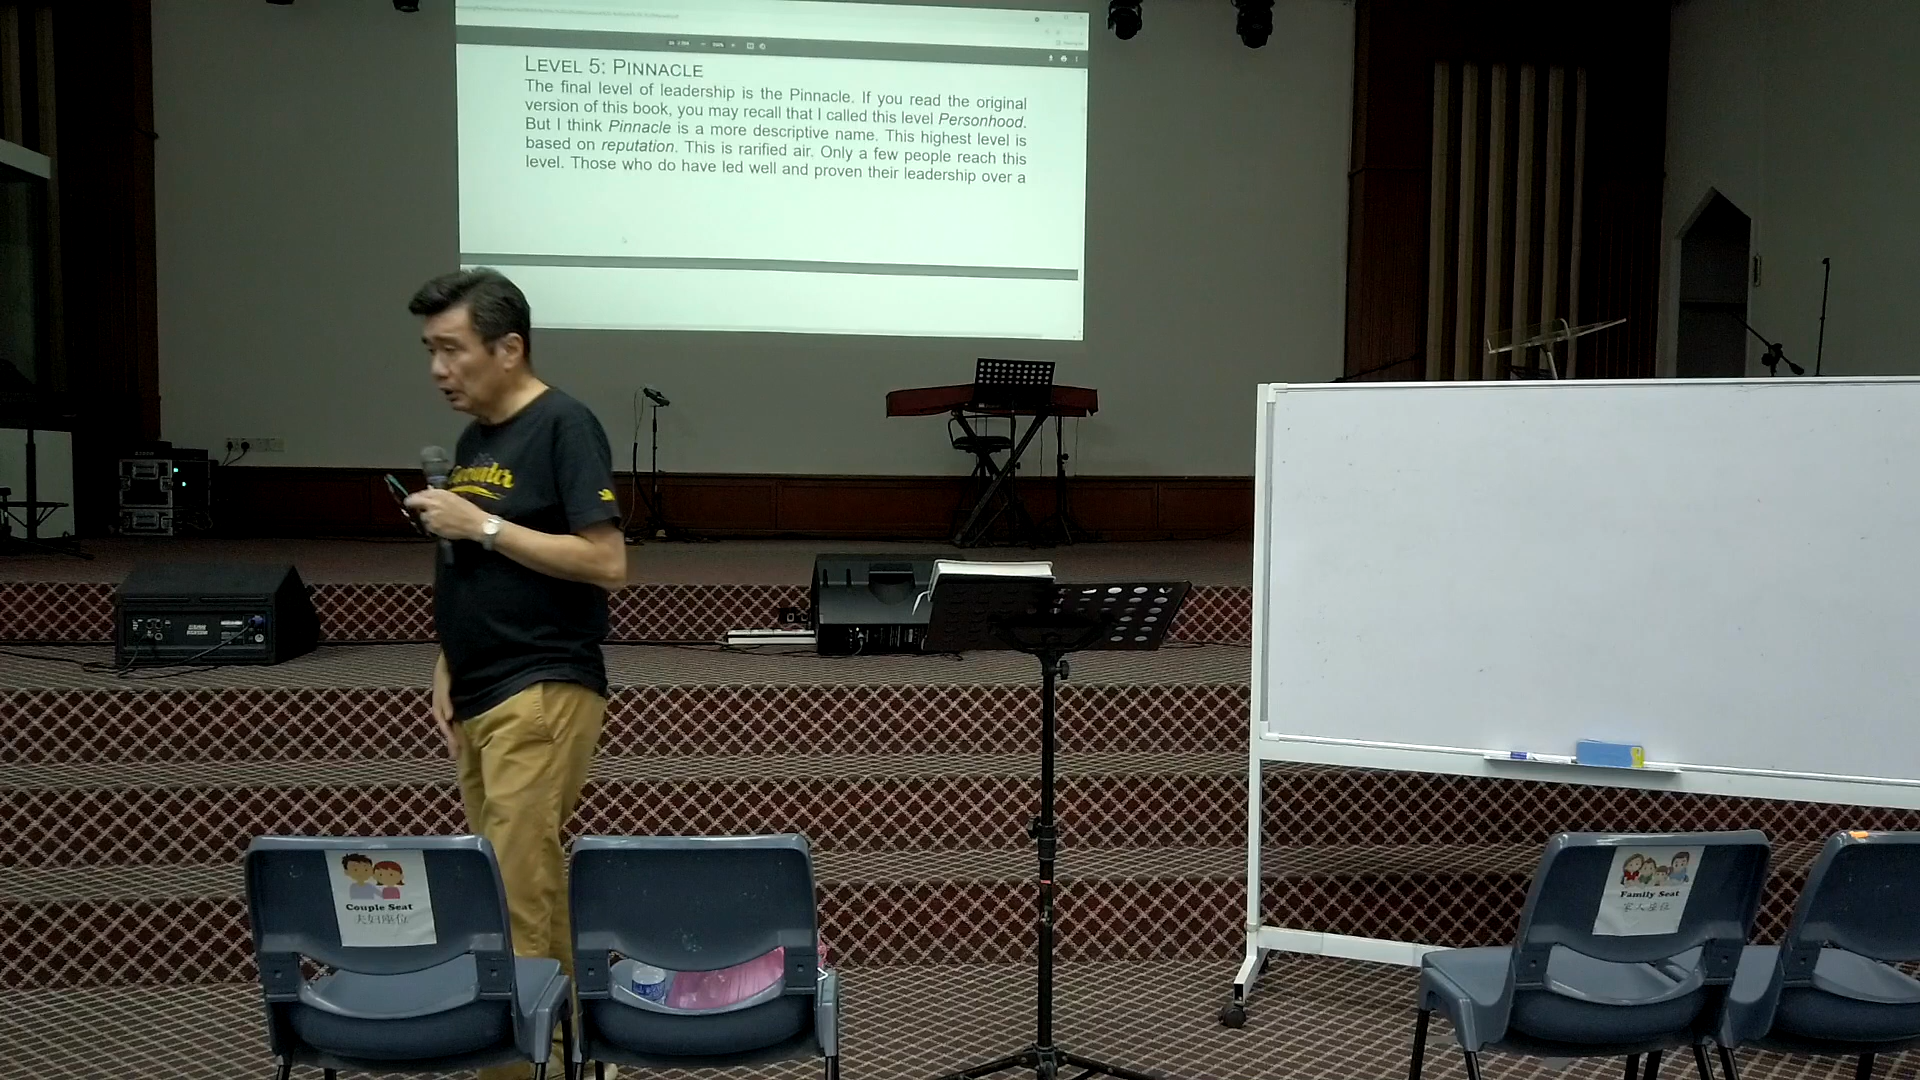 LEVEL 5: PINNACLE
The final level of leadership is the Pinnacle. If you read the original
version of this book, you may recall that I called this level Personhood.
But I think Pinnacle is a more descriptive name. This highest level is
based on reputation. This is rarified air. Only a few people reach this
level. Those who do have led well and proven their leadership over a
Couple Seat
夫妇座位
Family Seat
家人座位